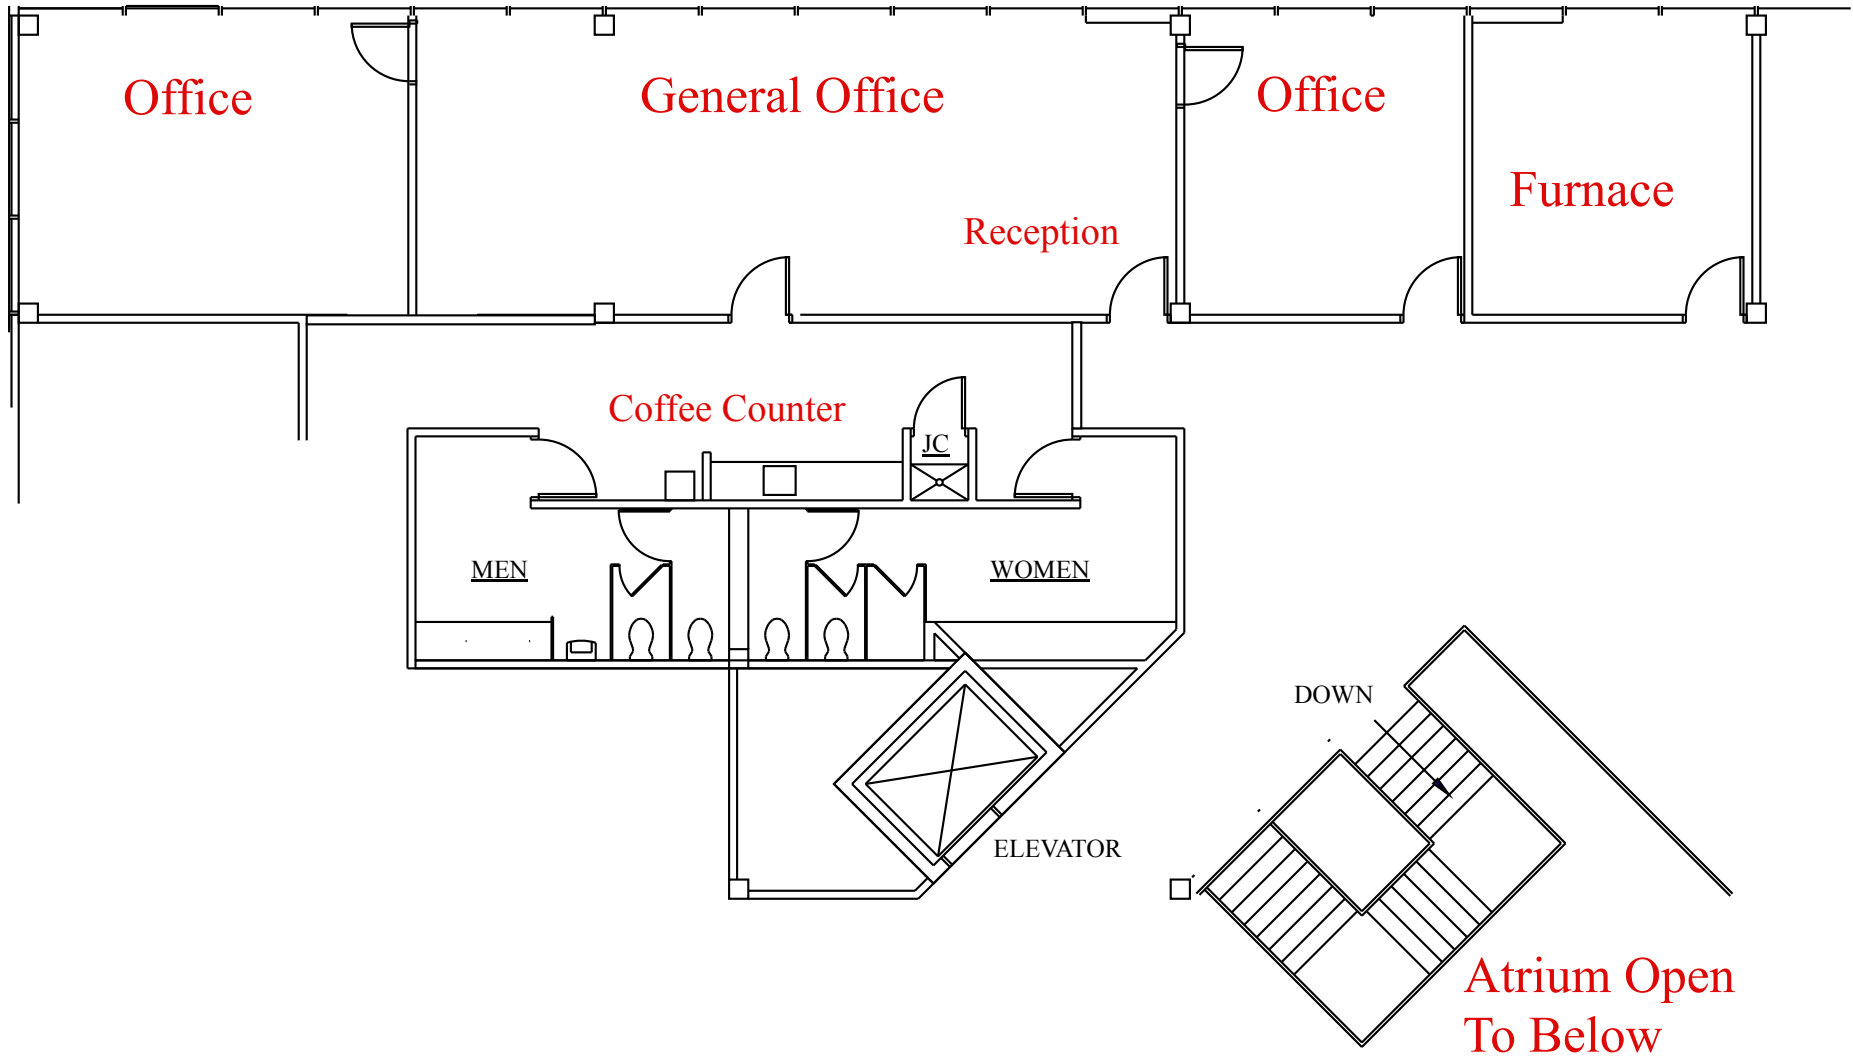 Office
General Office
Office
Furnace
Reception
Coffee Counter
JC
MEN
WOMEN
DOWN
ELEVATOR
Atrium Open
To Below